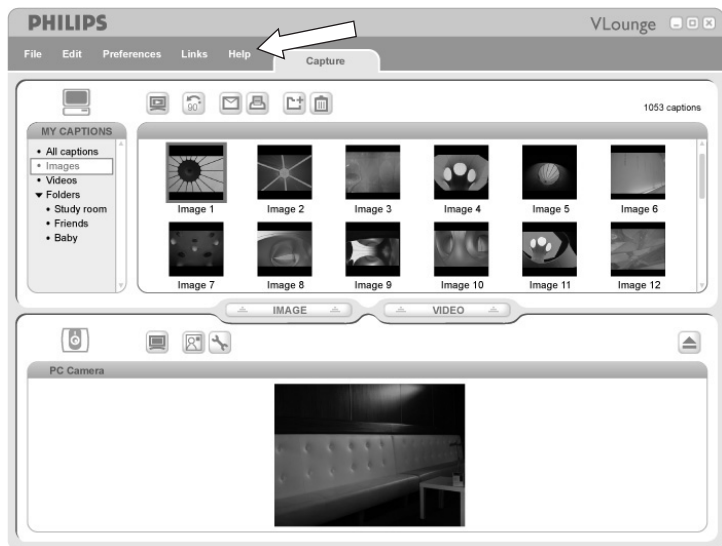 PHILIPS
VLounge
File Edit Preferences Links Help
Capture
90°
1053 captions
MY CAPTIONS
• All captions
• Images
• Videos
▼ Folders
• Study room
• Friends
• Baby
Image 1 Image 2 Image 3 Image 4 Image 5 Image 6
Image 7 Image 8 Image 9 Image 10 Image 11 Image 12
IMAGE VIDEO
PC Camera